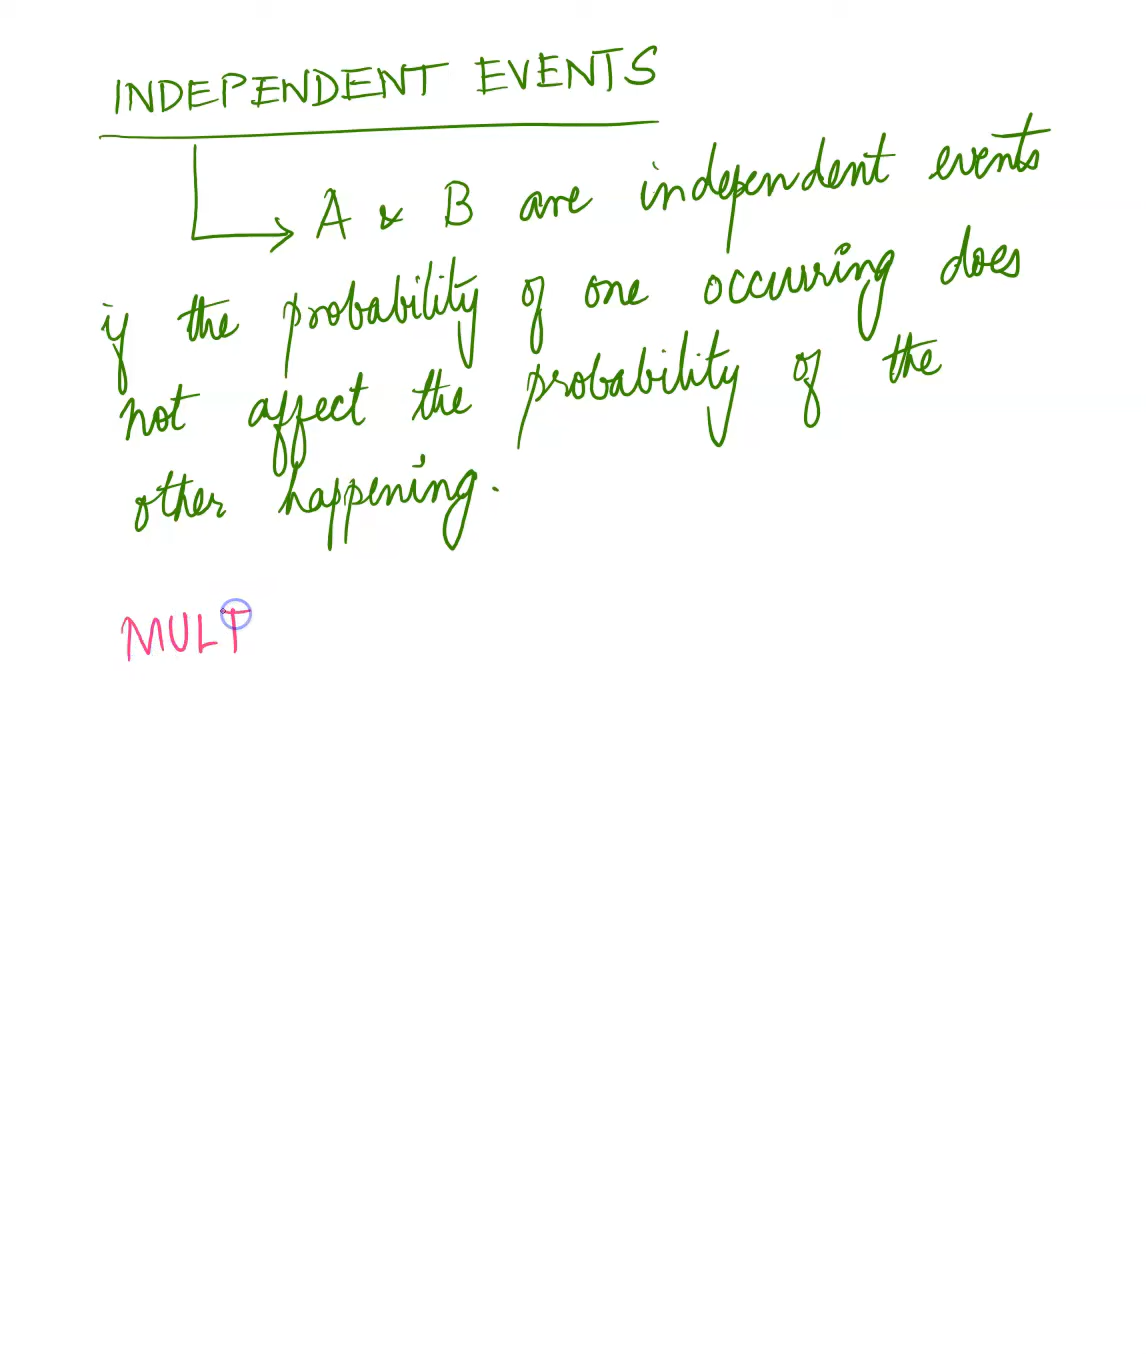 INDEPENDENT EVENTS
A & B are independent events
if the probability of one occurring does
not affect the probability of the
other happening.
MULT